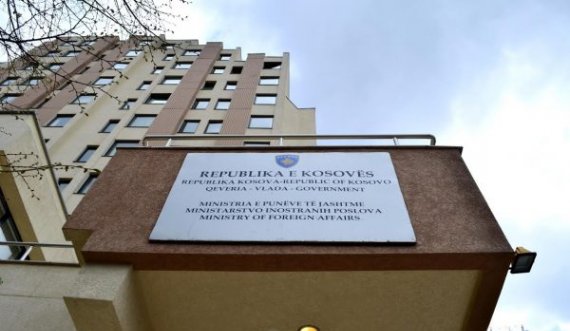 REPUBLIKA E KOSOVËS
REPUBLIKA KOSOVA-REPUBLIC OF KOSOVO
QEVERIA - VLADA - GOVERNMENT
MINISTRIA E PUNËVE TË JASHTME
MINISTARSTVO INOSTRANIH POSLOVA
MINISTRY OF FOREIGN AFFAIRS